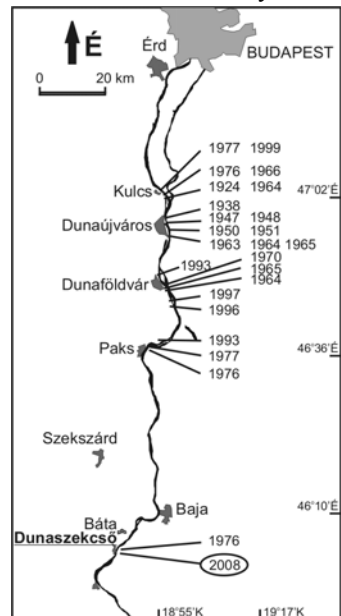 Érd
BUDAPEST
É
0 20 km
1977 1999
1976 1966
Kulcs
1924 1964
47°02'
1938
Dunaújváros
1947 1948
1950 1951
1963 1964 1965
1993
1970
Dunaföldvár
1965
1964
1997
1996
1993
46°36'
Paks
1977
1976
Szekszárd
46°10'
Baja
Báta
Dunaszekcső
1976
2008
18°55'K 19°17'K